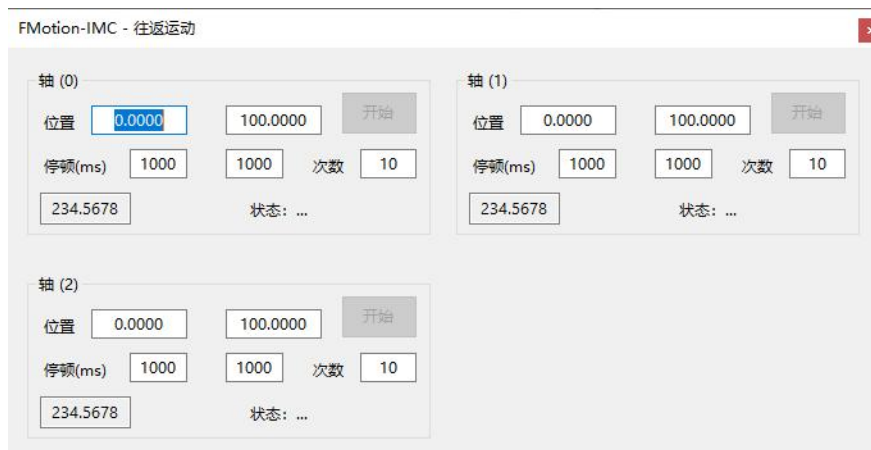 FMotion-IMC - 往返运动
轴 (0)
位置 0.0000 100.0000 开始
停顿(ms) 1000 1000 次数 10
234.5678 状态: ...
轴 (1)
位置 0.0000 100.0000 开始
停顿(ms) 1000 1000 次数 10
234.5678 状态: ...
轴 (2)
位置 0.0000 100.0000 开始
停顿(ms) 1000 1000 次数 10
234.5678 状态: ...